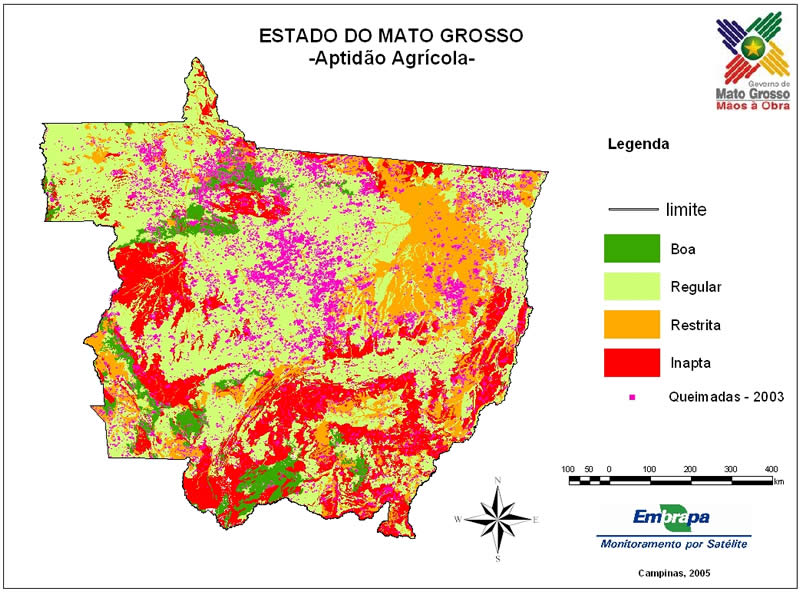 ESTADO DO MATO GROSSO
-Aptidão Agrícola-
Governo de
Mato Grosso
Mãos à Obra
Legenda
limite
Boa
Regular
Restrita
Inapta
Queimadas - 2003
100 50 0 100 200 300 400
km
N
W E
S
Embrapa
Monitoramento por Satélite
Campinas, 2005